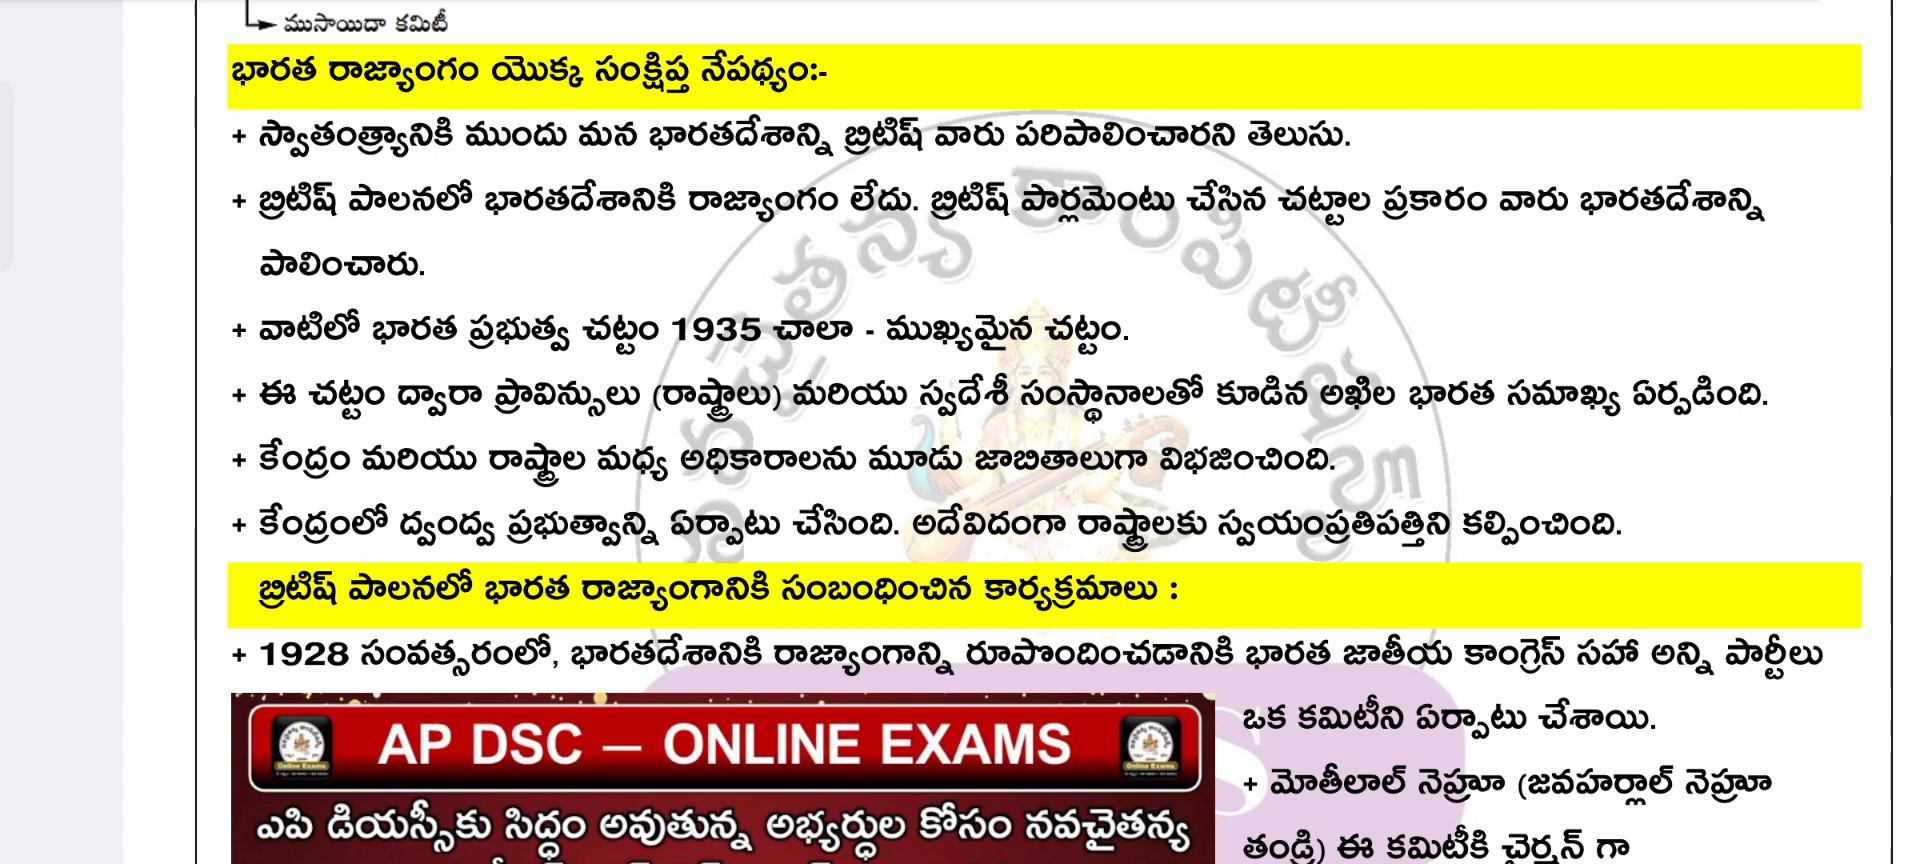 ముసాయిదా కమిటీ
భారత రాజ్యాంగం యొక్క సంక్షిప్త నేపథ్యం:-
+ స్వాతంత్ర్యానికి ముందు మన భారతదేశాన్ని బ్రిటిష్ వారు పరిపాలించారని తెలుసు.
+ బ్రిటిష్ పాలనలో భారతదేశానికి రాజ్యాంగం లేదు. బ్రిటిష్ పార్లమెంటు చేసిన చట్టాల ప్రకారం వారు భారతదేశాన్ని
పాలించారు.
+ వాటిలో భారత ప్రభుత్వ చట్టం 1935 చాలా - ముఖ్యమైన చట్టం.
+ ఈ చట్టం ద్వారా ప్రావిన్సులు (రాష్ట్రాలు) మరియు స్వదేశీ సంస్థానాలతో కూడిన అఖిల భారత సమాఖ్య ఏర్పడింది.
+ కేంద్రం మరియు రాష్ట్రాల మధ్య అధికారాలను మూడు జాబితాలుగా విభజించింది.
+ కేంద్రంలో ద్వంద్వ ప్రభుత్వాన్ని ఏర్పాటు చేసింది. అదేవిదంగా రాష్ట్రాలకు స్వయంప్రతిపత్తిని కల్పించింది.
బ్రిటిష్ పాలనలో భారత రాజ్యాంగానికి సంబంధించిన కార్యక్రమాలు :
+ 1928 సంవత్సరంలో, భారతదేశానికి రాజ్యాంగాన్ని రూపొందించడానికి భారత జాతీయ కాంగ్రెస్ సహా అన్ని పార్టీలు
ఒక కమిటీని ఏర్పాటు చేశాయి.
+ మోతీలాల్ నెహ్రూ (జవహర్లాల్ నెహ్రూ
తండ్రి) ఈ కమిటీకి చైర్మన్ గా
AP DSC – ONLINE EXAMS
ఎపి డియస్సీకు సిద్ధం అవుతున్న అభ్యర్థుల కోసం నవచైతన్య